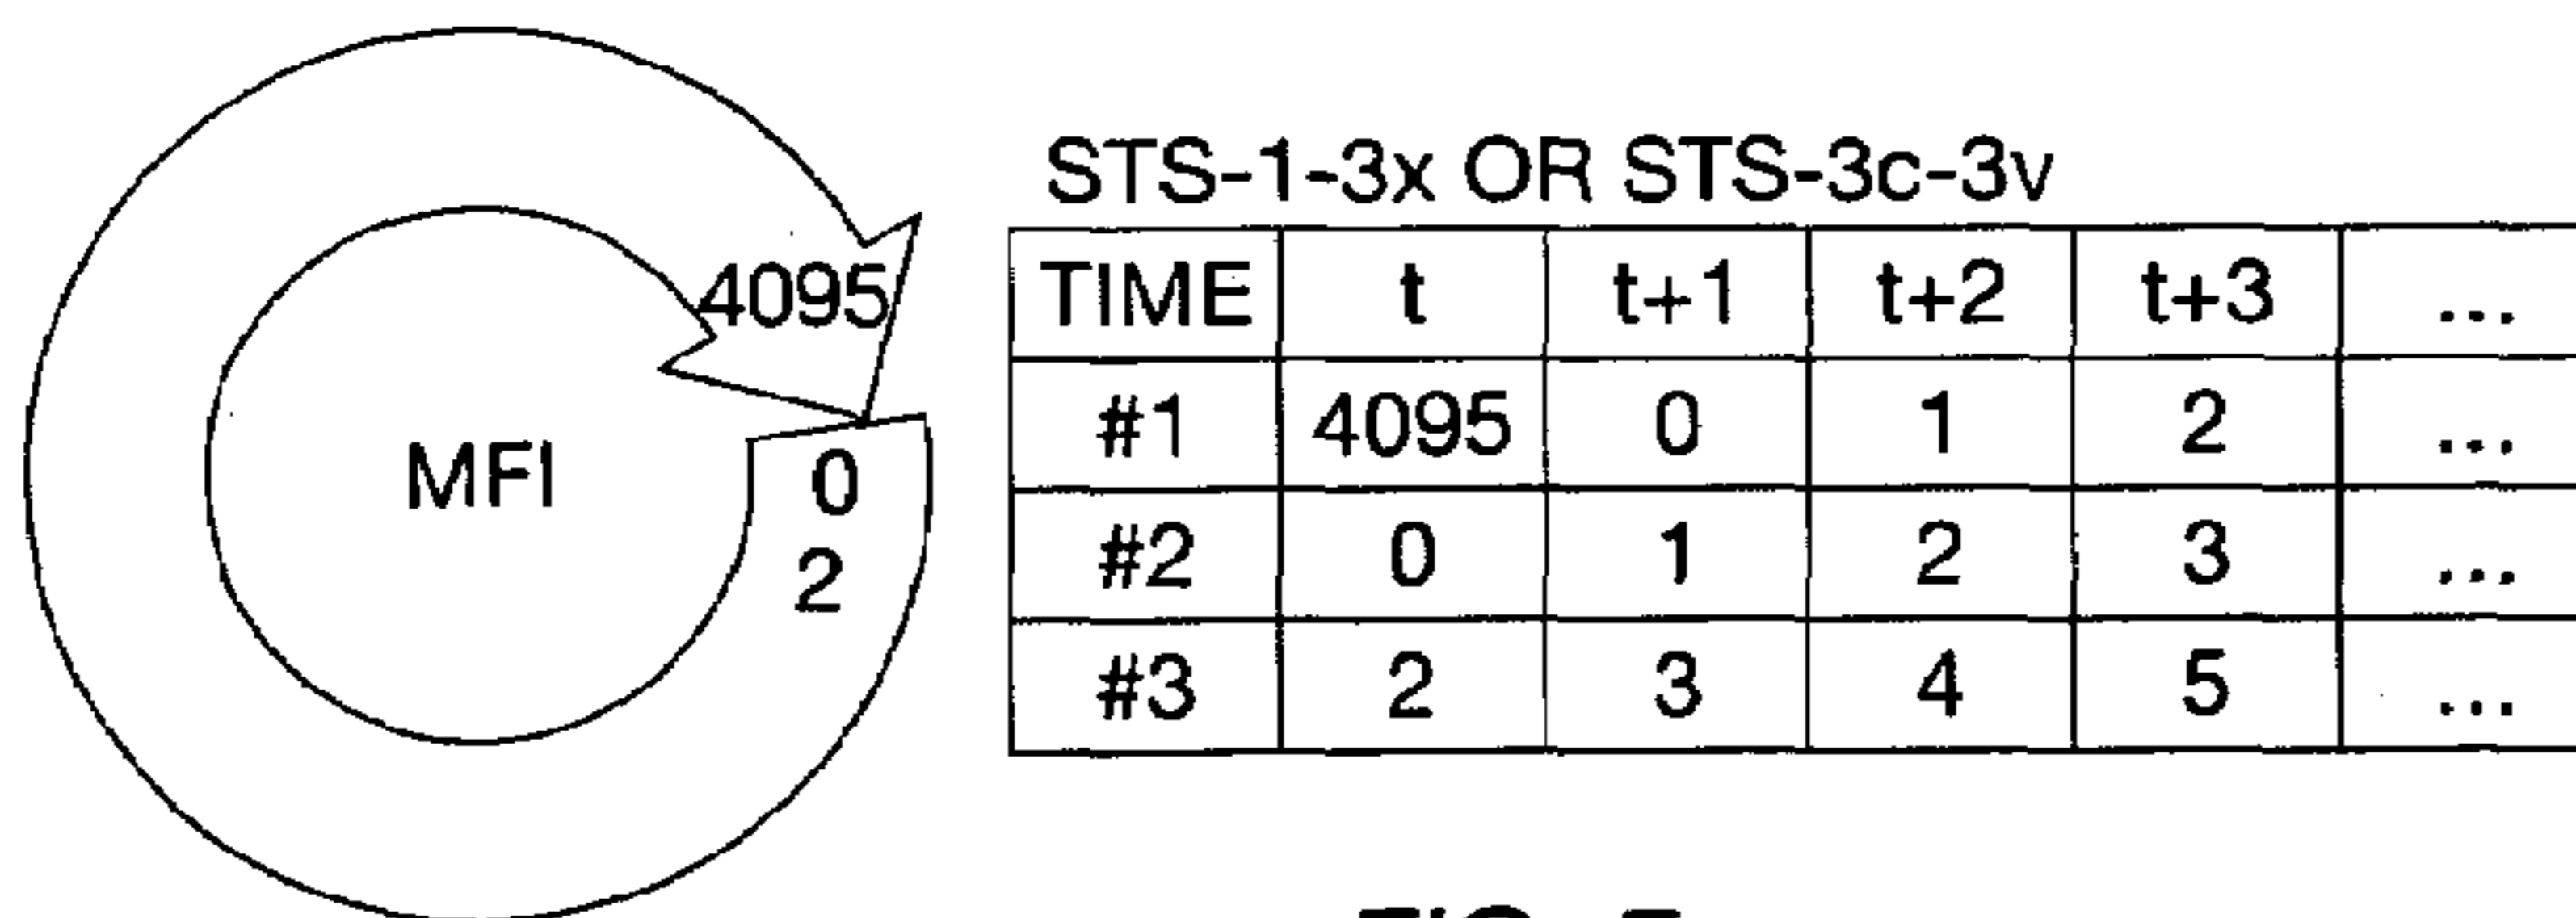 4095
MFI
0
2
STS-1-3x OR STS-3c-3v
TIME t t+1 t+2 t+3 ...
#1 4095 0 1 2 ...
#2 0 1 2 3 ...
#3 2 3 4 5 ...